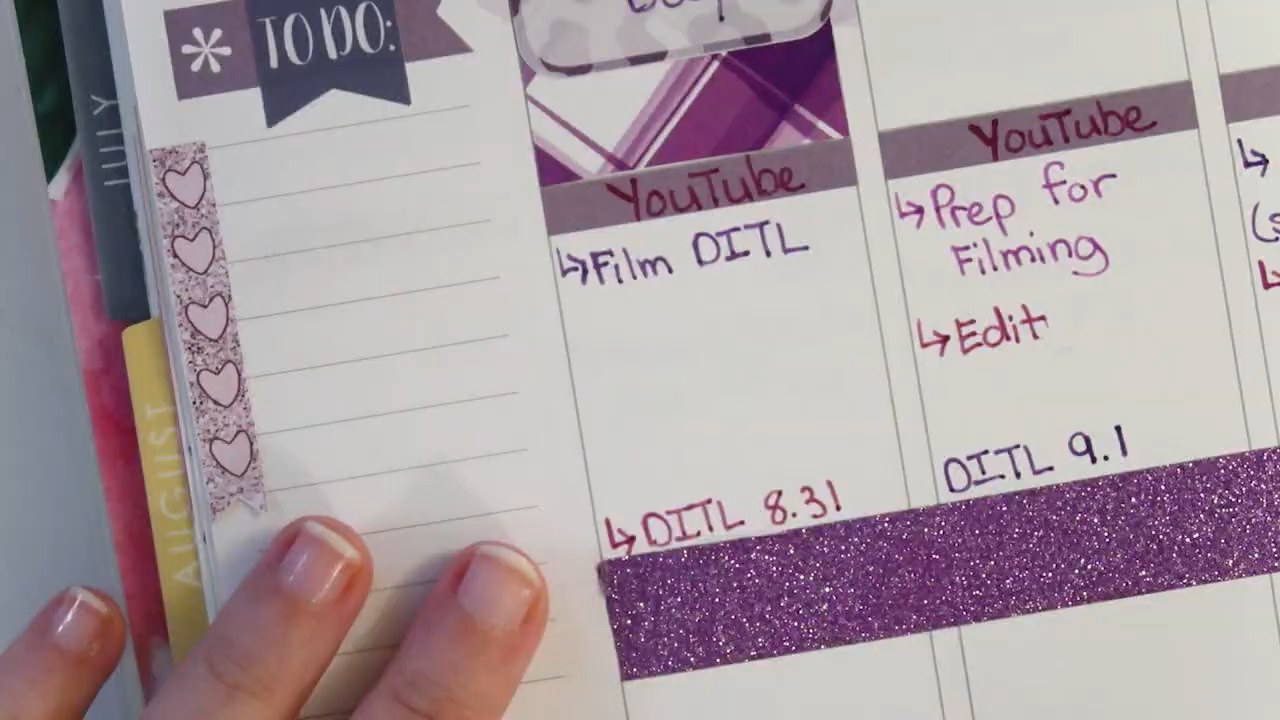 * TO DO:
JULY
AUGUST
YouTube
↳ Film DITL
↳ DITL 8.31
YouTube
↳ Prep for
Filming
↳ Edit
DITL 9.1